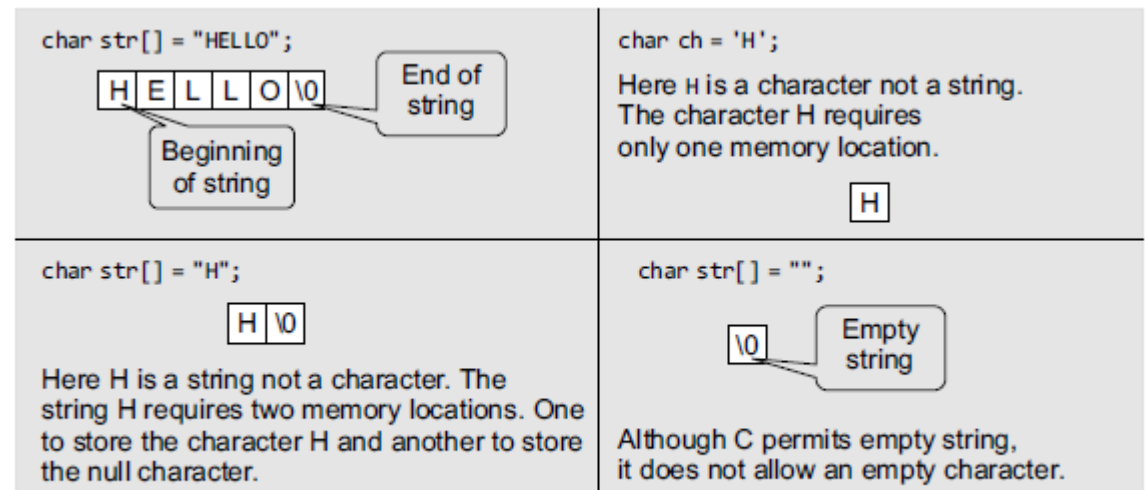 char str[] = "HELLO";
H E L L O \0
End of
string
Beginning
of string
char ch = 'H';
Here H is a character not a string.
The character H requires
only one memory location.
H
char str[] = "H";
H \0
Here H is a string not a character. The
string H requires two memory locations. One
to store the character H and another to store
the null character.
char str[] = "";
\0
Empty
string
Although C permits empty string,
it does not allow an empty character.